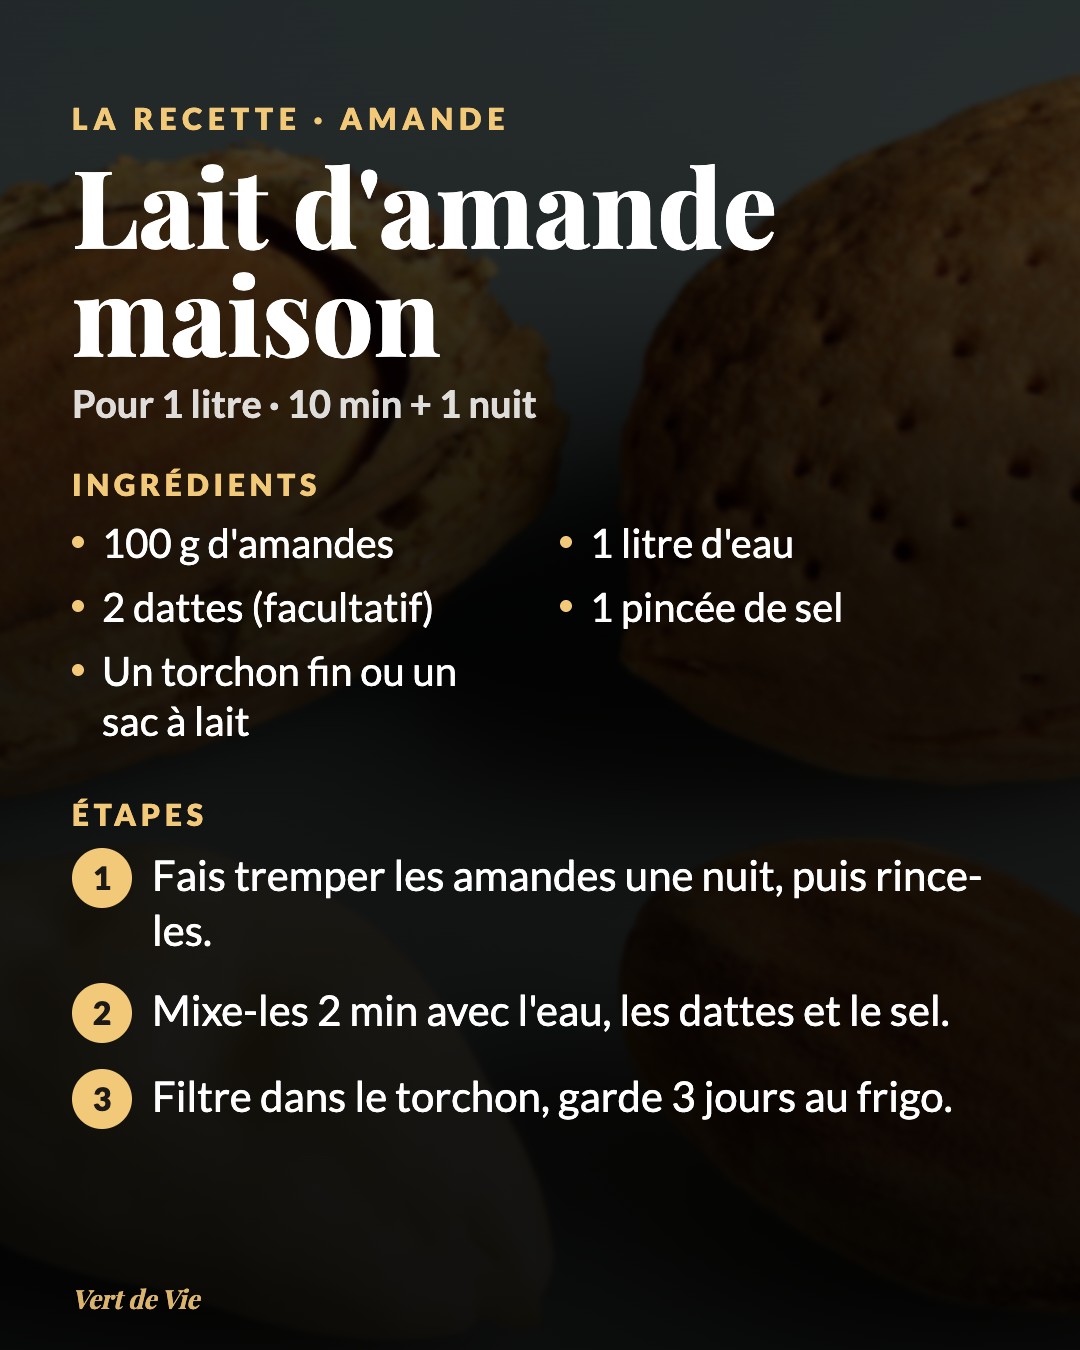 LA RECETTE · AMANDE
Lait d'amande
maison
Pour 1 litre · 10 min + 1 nuit
INGRÉDIENTS
• 100 g d'amandes
• 1 litre d'eau
• 2 dattes (facultatif)
• 1 pincée de sel
• Un torchon fin ou un
sac à lait
ÉTAPES
1 Fais tremper les amandes une nuit, puis rince-
les.
2 Mixe-les 2 min avec l'eau, les dattes et le sel.
3 Filtre dans le torchon, garde 3 jours au frigo.
Vert de Vie